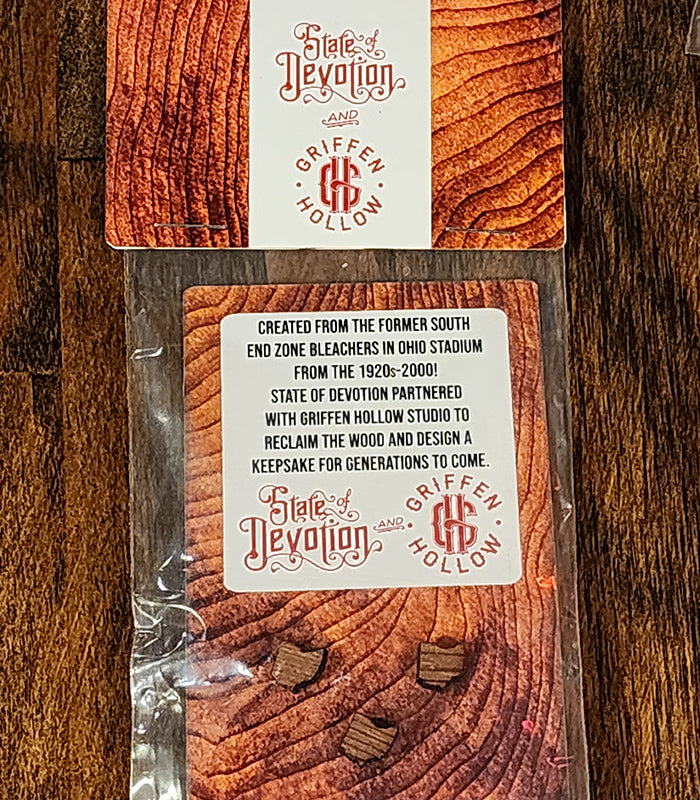 State of
Devotion
AND
GRIFFEN
GH
HOLLOW
CREATED FROM THE FORMER SOUTH
END ZONE BLEACHERS IN OHIO STADIUM
FROM THE 1920s-2000!
STATE OF DEVOTION PARTNERED
WITH GRIFFEN HOLLOW STUDIO TO
RECLAIM THE WOOD AND DESIGN A
KEEPSAKE FOR GENERATIONS TO COME.
State of
Devotion
AND
GRIFFEN
GH
HOLLOW